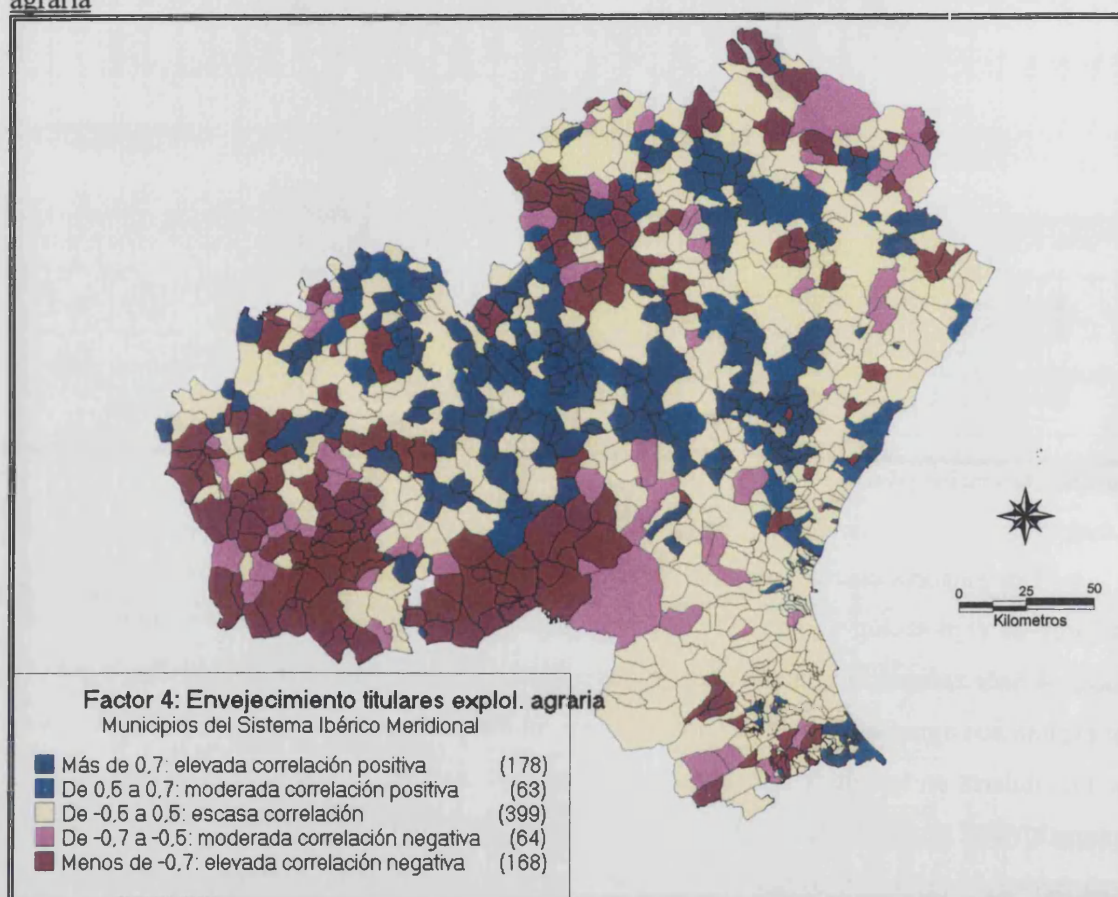 agraria
0 25 50
Kilometros
Factor 4: Envejecimiento titulares explol. agraria
Municipios del Sistema Ibérico Meridional
Más de 0,7: elevada correlación positiva (178)
De 0,5 a 0,7: moderada correlación positiva (63)
De -0,5 a 0,5: escasa correlación (399)
De -0,7 a -0,5: moderada correlación negativa (64)
Menos de -0,7: elevada correlación negativa (168)